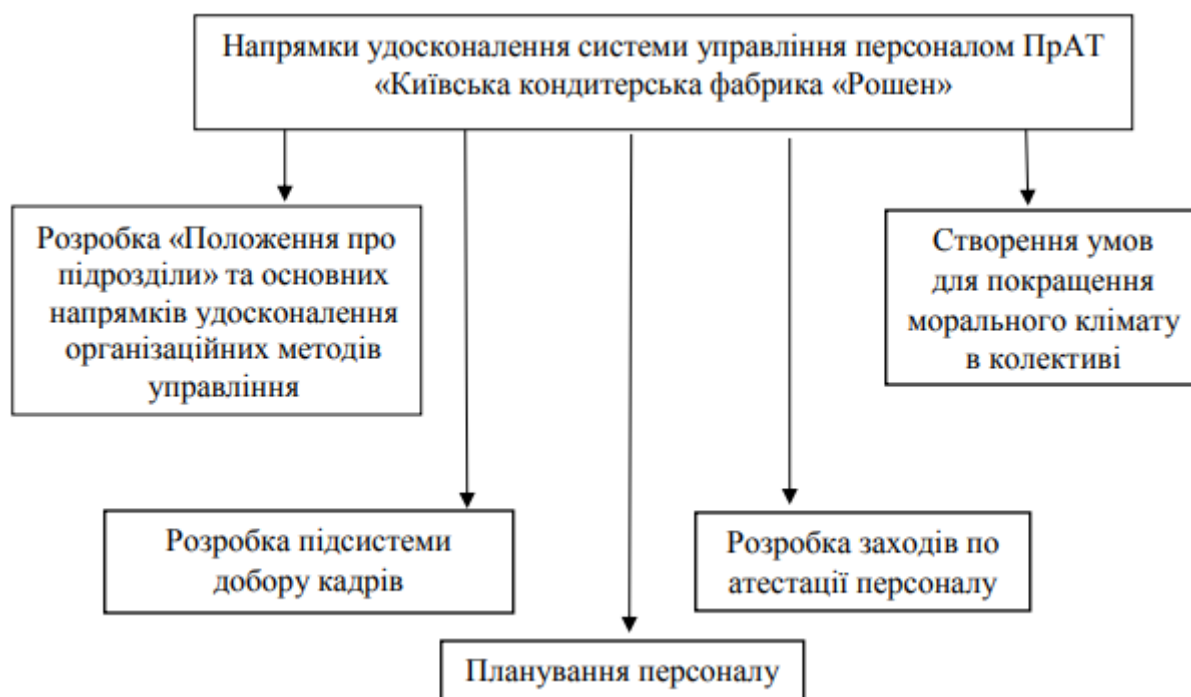 Напрямки удосконалення системи управління персоналом ПрАТ
«Київська кондитерська фабрика «Рошен»
Розробка «Положення про
підрозділи» та основних
напрямків удосконалення
організаційних методів
управління
Створення умов
для покращення
морального клімату
в колективі
Розробка підсистеми
добору кадрів
Розробка заходів по
атестації персоналу
Планування персоналу